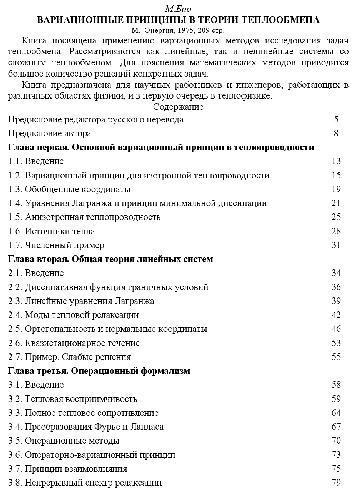 М.Био
ВАРИАЦИОННЫЕ ПРИНЦИПЫ В ТЕОРИИ ТЕПЛООБМЕНА
М.: Энергия, 1975, 209 стр.
Книга посвящена применению вариационных методов исследования задач
теплообмена. Рассматриваются как линейные, так и нелинейные системы со
сложным теплообменом. Для пояснения математических методов приводится
большое количество решений конкретных задач.
Книга предназначена для научных работников и инженеров, работающих в
различных областях физики, и в первую очередь в теплофизике.
Содержание
Предисловие редактора русского перевода 5
Предисловие автора 8
Глава первая. Основной вариационный принцип в теплопроводности
1.1. Введение 13
1.2. Вариационный принцип для изотропной теплопроводности 15
1.3. Обобщенные координаты 19
1.4. Уравнения Лагранжа и принцип минимальной диссипации 21
1.5. Анизотропная теплопроводность 25
1.6. Источники тепла 28
1.7. Численный пример 31
Глава вторая. Общая теория линейных систем
2.1. Введение 34
2.2. Диссипативная функция граничных условий 36
2.3. Линейные уравнения Лагранжа 39
2.4. Моды тепловой релаксации 42
2.5. Ортогональность и нормальные координаты 46
2.6. Квазистационарное течение 53
2.7. Пример. Слабые решения 55
Глава третья. Операционный формализм
3.1. Введение 58
3.2. Тепловая восприимчивость 59
3.3. Полное тепловое сопротивление 64
3.4. Преобразования Фурье и Лапласа 67
3.5. Операционные методы 70
3.6. Операторно-вариационный принцип 73
3.7. Принцип взаимовлияния 75
3.8. Непрерывный спектр релаксации 79